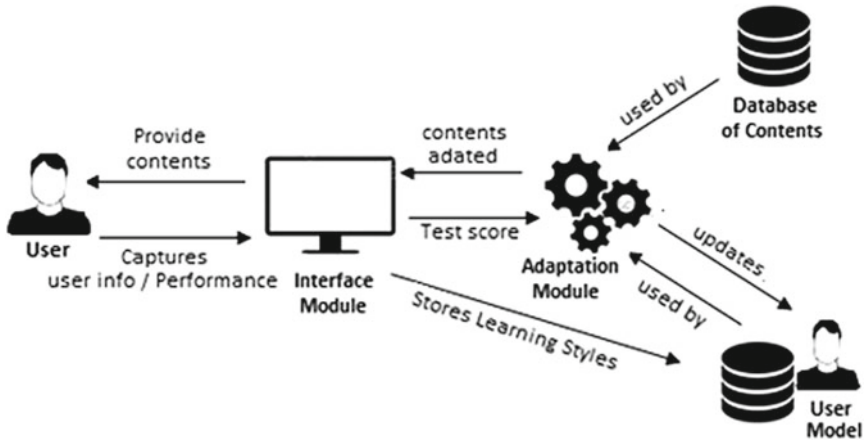 used by
Database
of Contents
Provide
contents
contents
adated
User
Captures
user info / Performance
Interface
Module
Test score
Adaptation
Module
updates.
used by
Stores Learning Styles
User
Model